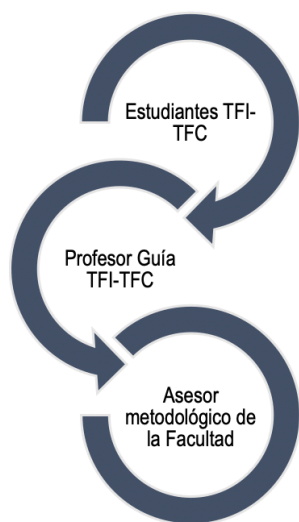 Estudiantes TFI-
TFC
Profesor Guía
TFI-TFC
Asesor
metodológico de
la Facultad